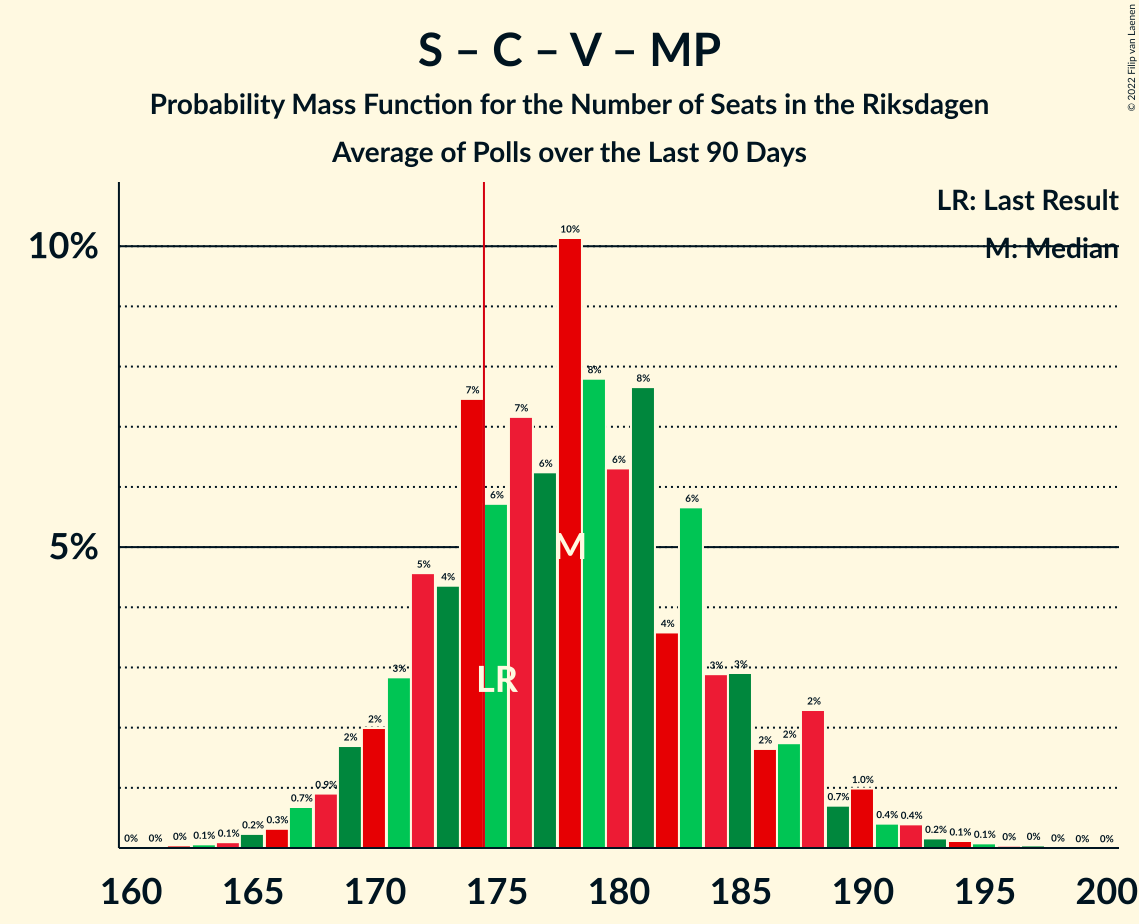 © 2022 Filip van Laenen
S – C – V – MP
Probability Mass Function for the Number of Seats in the Riksdagen
Average of Polls over the Last 90 Days
LR: Last Result
M: Median
10%
5%
0% 0% 0% 0.1% 0.1% 0.2% 0.3% 0.7% 0.9% 2% 2% 3% 5% 4% 7% 6% 7% 6% 10% 8% 6% 8% 4% 6% 3% 3% 2% 2% 2% 0.7% 1.0% 0.4% 0.4% 0.2% 0.1% 0.1% 0% 0% 0% 0% 0%
M
LR
160 165 170 175 180 185 190 195 200